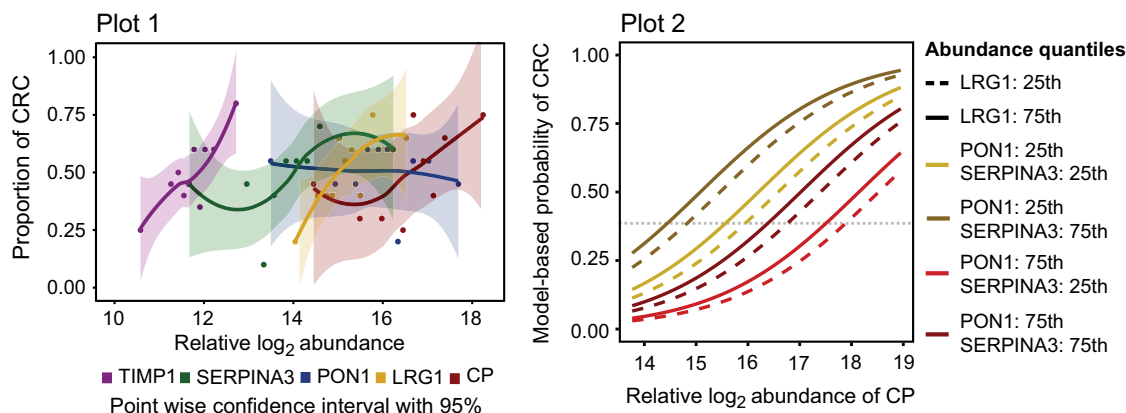 Plot 1
Proportion of CRC
1.00
0.75
0.50
0.25
0.00
10 12 14 16 18
Relative log2 abundance
TIMP1 SERPINA3 PON1 LRG1 CP
Point wise confidence interval with 95%
Plot 2
Model-based probability of CRC
1.00
0.75
0.50
0.25
0.00
14 15 16 17 18 19
Relative log2 abundance of CP
Abundance quantiles
LRG1: 25th
LRG1: 75th
PON1: 25th
SERPINA3: 25th
PON1: 25th
SERPINA3: 75th
PON1: 75th
SERPINA3: 25th
PON1: 75th
SERPINA3: 75th